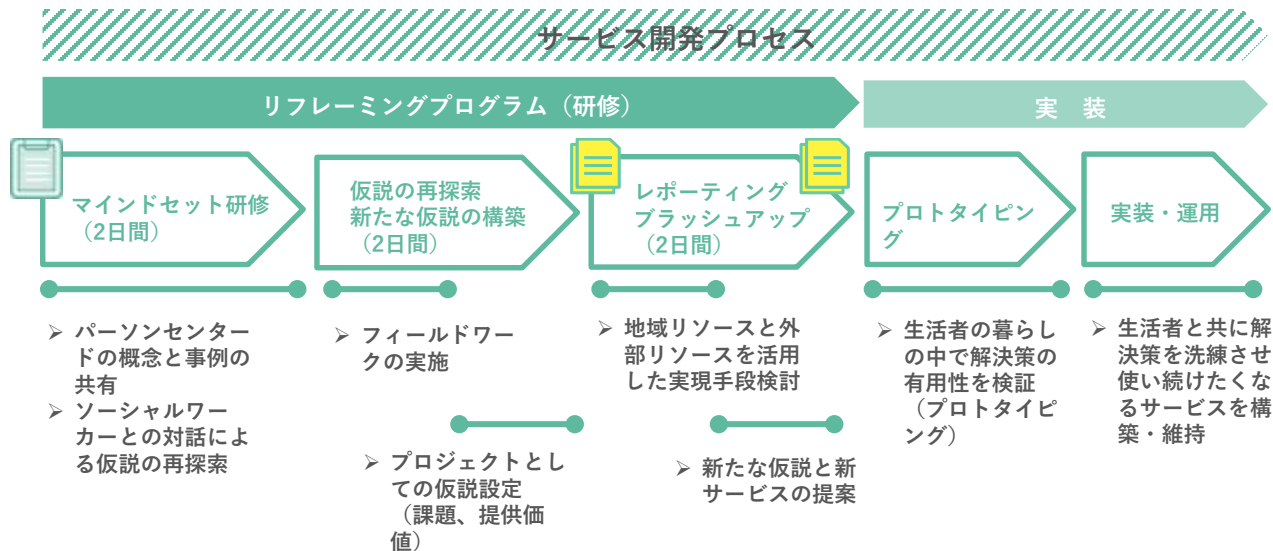 サービス開発プロセス
リフレーミングプログラム（研修）
実　装
マインドセット研修
（2日間）
仮説の再探索
新たな仮説の構築
（2日間）
レポーティング
ブラッシュアップ
（2日間）
プロトタイピン
グ
実装・運用
➢ パーソンセンター
ドの概念と事例の
共有
➢ ソーシャルワー
カーとの対話によ
る仮説の再探索
➢ フィールドワー
クの実施
➢ プロジェクトとし
ての仮説設定
（課題、提供価
値）
➢ 地域リソースと外
部リソースを活用
した実現手段検討
➢ 新たな仮説と新
サービスの提案
➢ 生活者の暮らし
の中で解決策の
有用性を検証
（プロトタイピ
ング）
➢ 生活者と共に解
決策を洗練させ
使い続けたくな
るサービスを構
築・維持